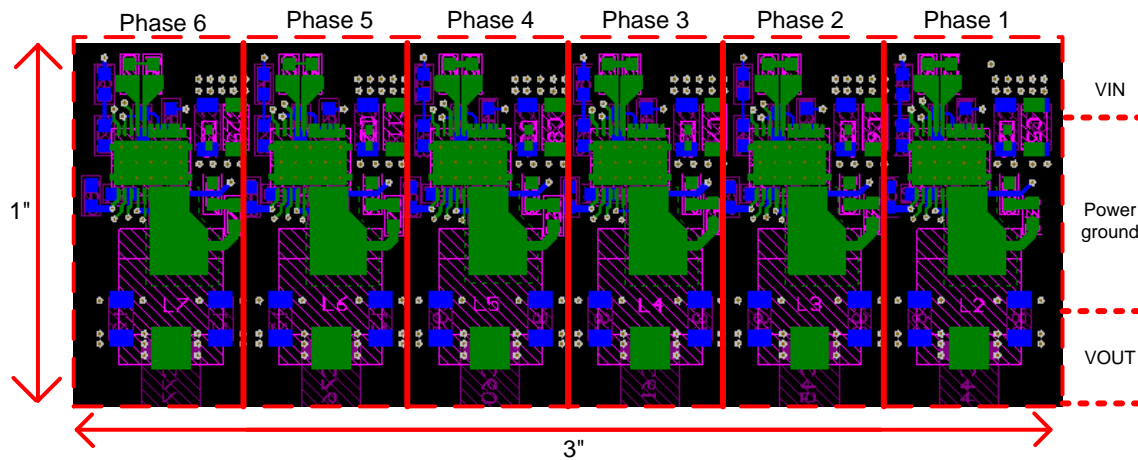 Phase 6
Phase 5
Phase 4
Phase 3
Phase 2
Phase 1
VIN
1"
Power
ground
L7
L6
L5
L4
L3
L2
VOUT
3"